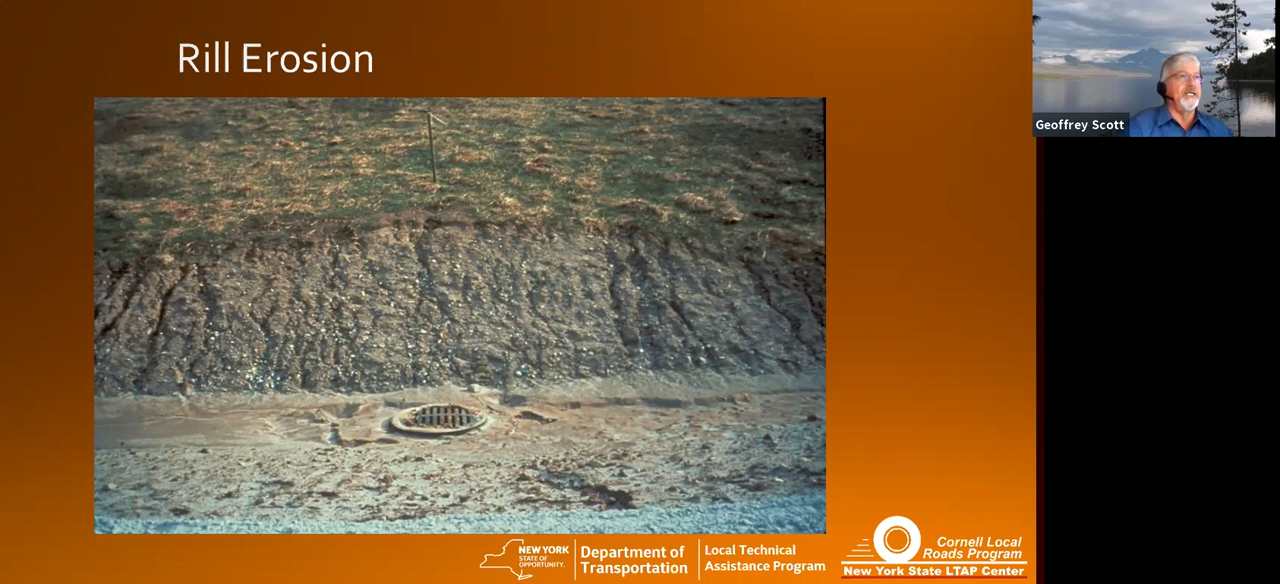 Rill Erosion
Geoffrey Scott
NEW YORK
STATE OF
OPPORTUNITY.
Department of
Transportation
Local Technical
Assistance Program
Cornell Local
Roads Program
New York State LTAP Center